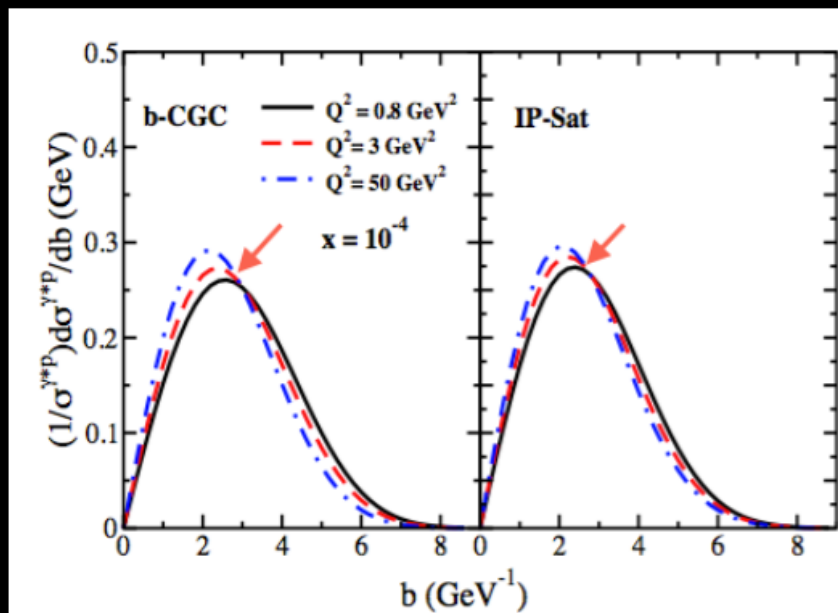 (1/σ^γ*p)dσ^γ*p/db (GeV)
0.5
0.4
0.3
0.2
0.1
0
b-CGC
Q² = 0.8 GeV²
Q² = 3 GeV²
Q² = 50 GeV²
x = 10⁻⁴
IP-Sat
0 2 4 6 8 0 2 4 6 8
b (GeV⁻¹)